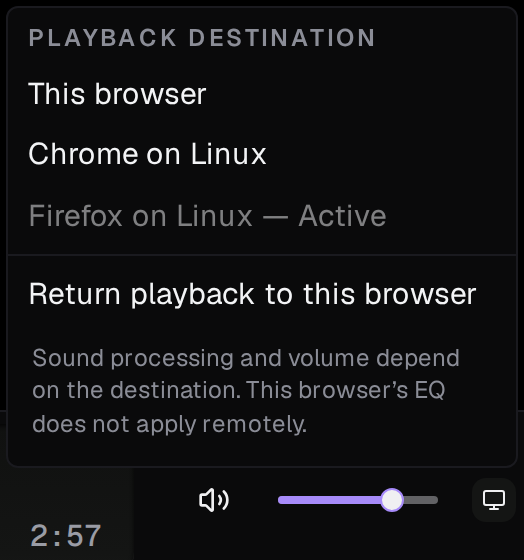 PLAYBACK DESTINATION
This browser
Chrome on Linux
Firefox on Linux — Active
Return playback to this browser
Sound processing and volume depend
on the destination. This browser’s EQ
does not apply remotely.
2:57